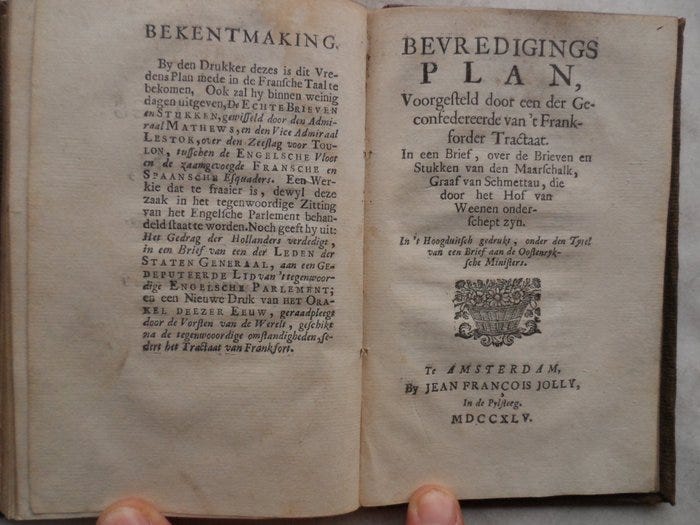 BEKENTMAKING.
By den Drukker dezes is dit Vre-
dens Plan mede in de Fransche Taal te
bekomen, Ook zal hy binnen weinig
dagen uitgeven, DE ECHTE BRIEVEN
en STUKKEN, gewisseld door den Admi-
raal MATHEWS, en den Vice Admiraal
LESTOK, over den Zeeslag voor TOU-
LON, tusschen de ENGELSCHE Vloot
en de zaamgevoegde FRANSCHE en
SPAANSCHE Esquaders. Een Wer-
kie dat te fraaier is, dewyl deze
zaak in het tegenwoordige Zitting
van het Engelsche Parlement behan-
deld staat te worden. Noch geeft hy uit:
Het Gedrag der Hollanders verdedigt,
in een Brief van een der LEDEN der
STATEN GENERAAL, aan een GE-
DEPUTEERDE LID van 't tegenwoor-
dige ENGELSCHE PARLEMENT;
en een Nieuwe Druk van HET ORA-
KEL DEEZER EEUW, geraadpleegt
door de Vorsten van de Werelt, geschikt
na de tegenwooordige omstandigheden, se-
dert het Tractaat van Frankfort.
BEVREDIGINGS
PLAN,
Voorgesteld door een der Ge-
confedereerde van 't Frank-
forder Tractaat.
In een Brief, over de Brieven en
Stukken van den Maarschalk,
Graaf van Schmettau, die
door het Hof van
Weenen onder-
schept zyn.
In 't Hoogduitsch gedrukt, onder den Tytel
van een Brief aan de Oostenryk-
sche Ministers.
Te AMSTERDAM,
By JEAN FRANÇOIS JOLLY,
In de Pylsteeg.
MDCCXLV.